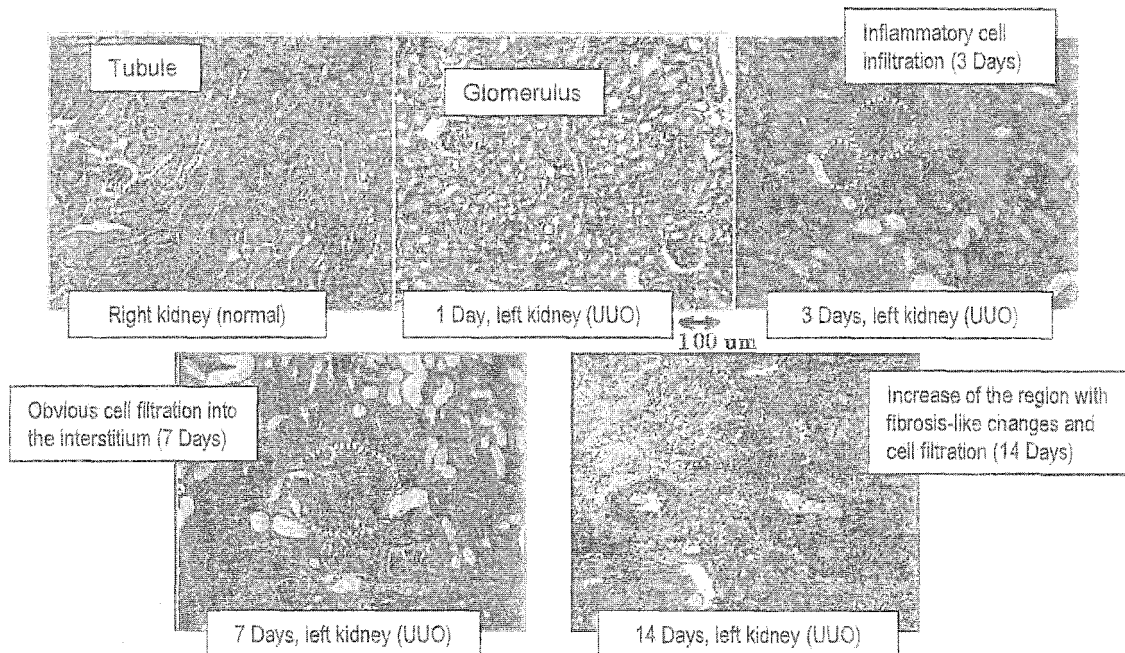 Tubule
Glomerulus
Inflammatory cell
infiltration (3 Days)
Right kidney (normal)
1 Day, left kidney (UUO)
3 Days, left kidney (UUO)
100 um
Obvious cell filtration into
the interstitium (7 Days)
Increase of the region with
fibrosis-like changes and
cell filtration (14 Days)
7 Days, left kidney (UUO)
14 Days, left kidney (UUO)